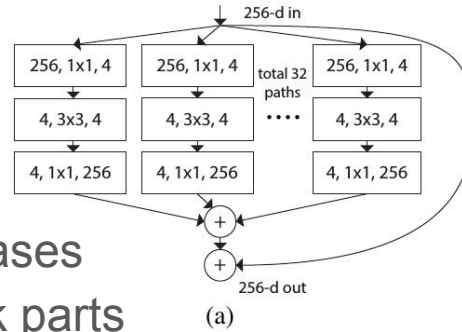 256-d in
256, 1x1, 4
256, 1x1, 4
256, 1x1, 4
total 32
paths
....
4, 3x3, 4
4, 3x3, 4
4, 3x3, 4
4, 1x1, 256
4, 1x1, 256
4, 1x1, 256
+
+
256-d out
ases
k parts
(a)